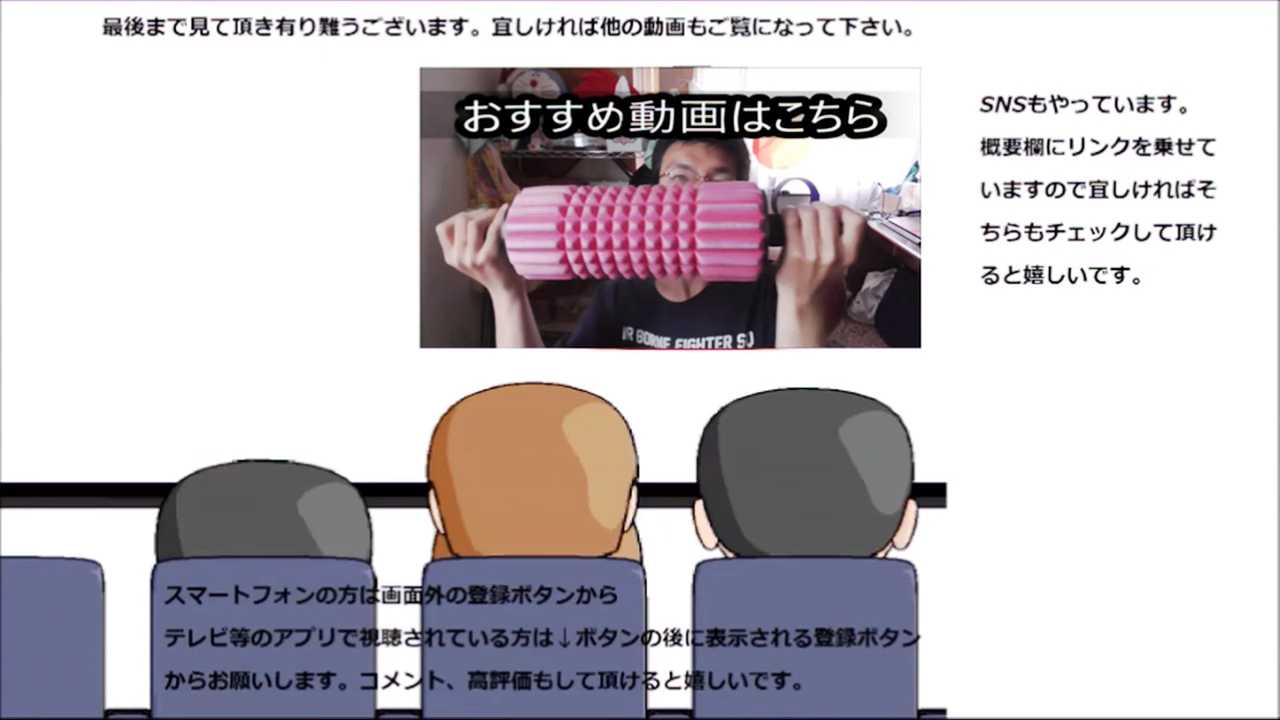 最後まで見て頂き有り難うございます。宜しければ他の動画もご覧になって下さい。
おすすめ動画はこちら
SNSもやっています。
概要欄にリンクを乗せて
いますので宜しければそ
ちらもチェックして頂け
ると嬉しいです。
BORNE FIGHTER
スマートフォンの方は画面外の登録ボタンから
テレビ等のアプリで視聴されている方は↓ボタンの後に表示される登録ボタン
からお願いします。コメント、高評価もして頂けると嬉しいです。